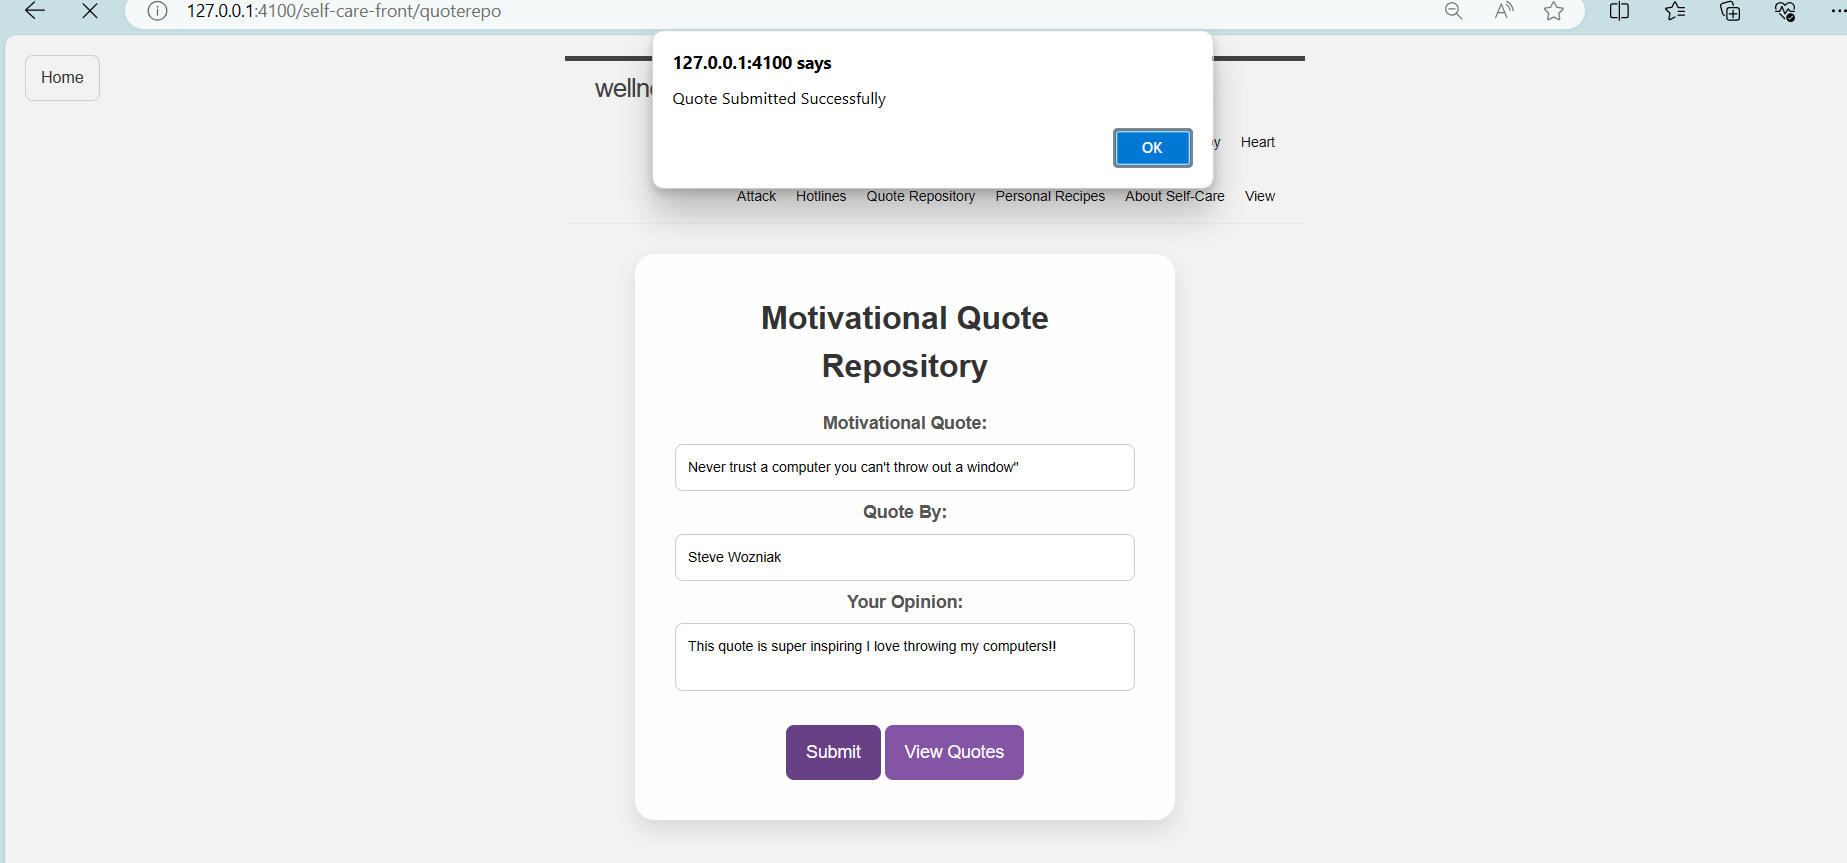 127.0.0.1:4100/self-care-front/quoterepo
Home
127.0.0.1:4100 says
Quote Submitted Successfully
OK
Heart
Attack Hotlines Quote Repository Personal Recipes About Self-Care View
Motivational Quote
Repository
Motivational Quote:
Never trust a computer you can't throw out a window"
Quote By:
Steve Wozniak
Your Opinion:
This quote is super inspiring I love throwing my computers!!
Submit View Quotes